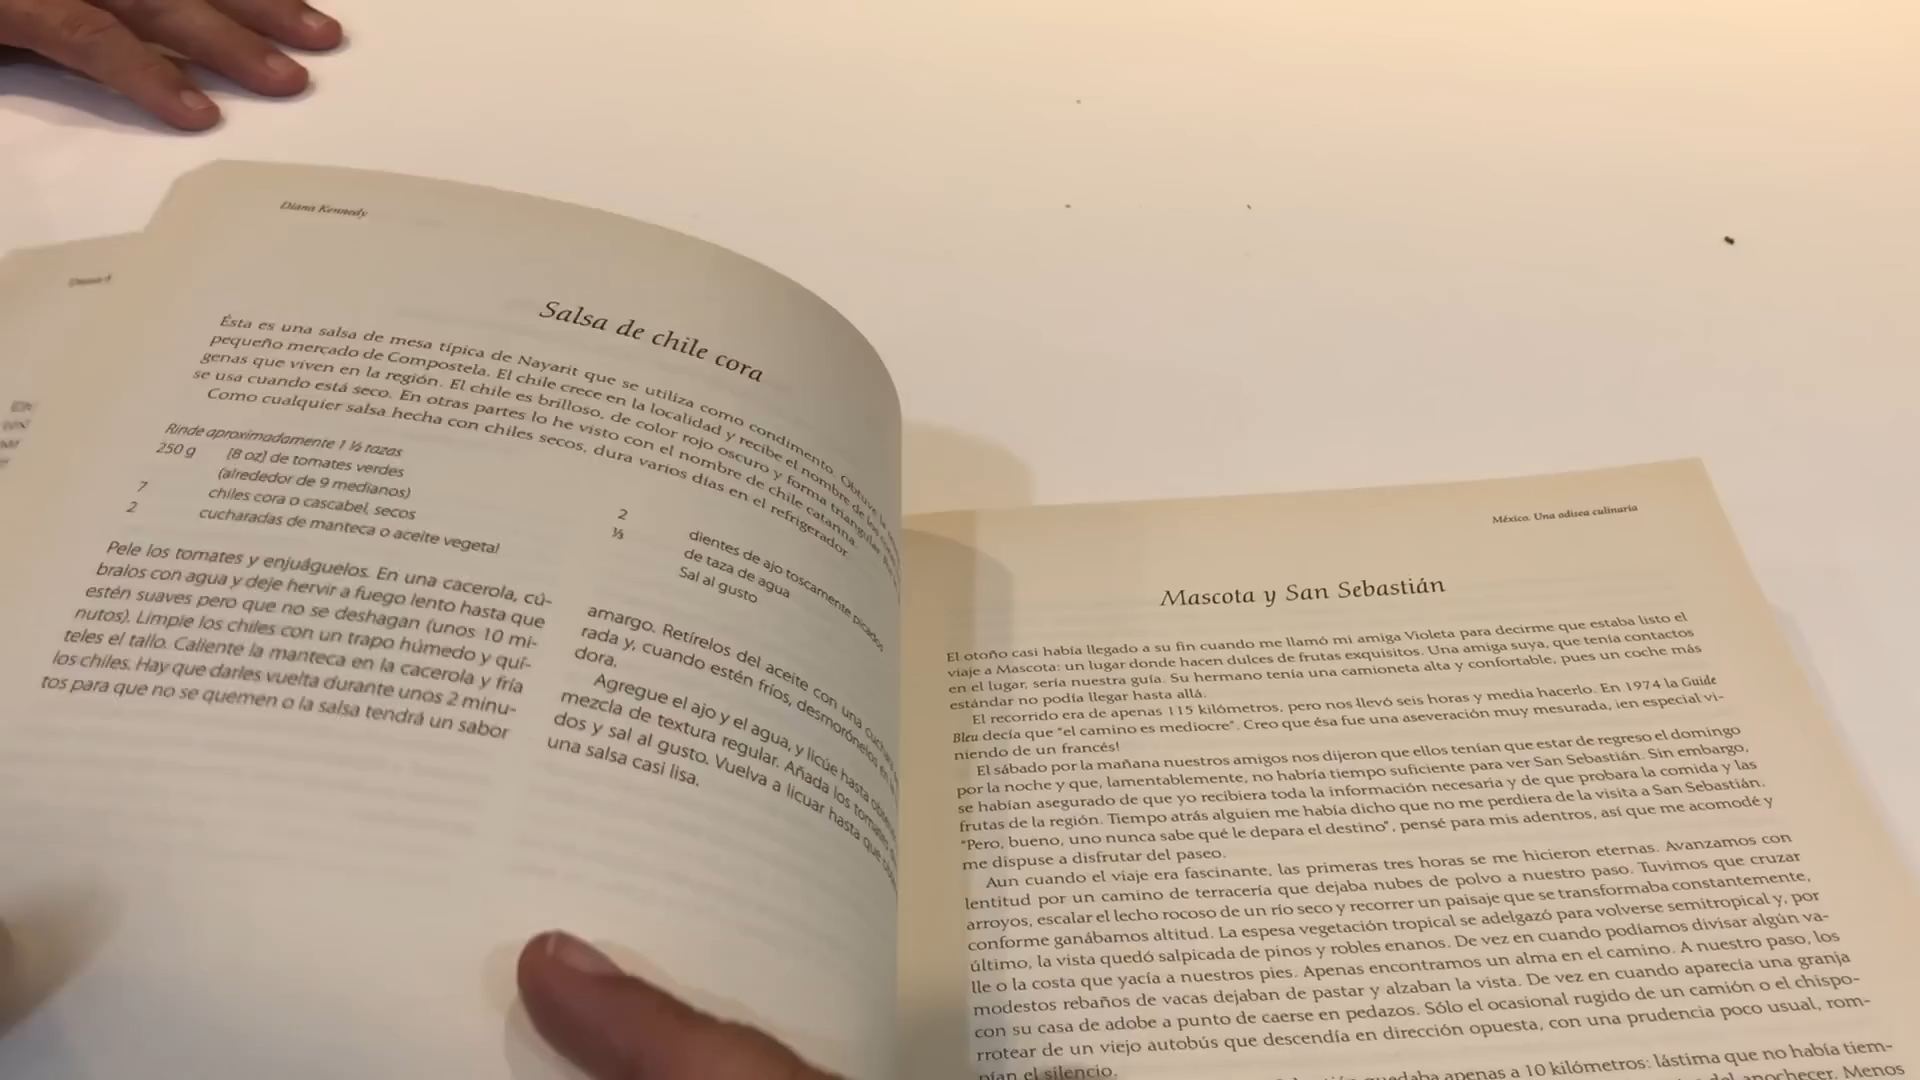 Diana Kennedy
Salsa de chile cora
Ésta es una salsa de mesa típica de Nayarit que se utiliza como condimento. Obtuve la
pequeño mercado de Compostela. El chile crece en la localidad y recibe el nombre de los
genas que viven en la región. El chile es brilloso, de color rojo oscuro y forma triangular.
se usa cuando está seco. En otras partes lo he visto con el nombre de chile catarina.
Como cualquier salsa hecha con chiles secos, dura varios días en el refrigerador.
Rinde aproximadamente 1 ½ tazas
250 g [8 oz] de tomates verdes
(alrededor de 9 medianos)
7 chiles cora o cascabel, secos
2 cucharadas de manteca o aceite vegetal
2 dientes de ajo toscamente picados
⅓ de taza de agua
Sal al gusto
Pele los tomates y enjuáguelos. En una cacerola, cú-
bralos con agua y deje hervir a fuego lento hasta que
estén suaves pero que no se deshagan (unos 10 mi-
nutos). Limpie los chiles con un trapo húmedo y quí-
teles el tallo. Caliente la manteca en la cacerola y fría
los chiles. Hay que darles vuelta durante unos 2 minu-
tos para que no se quemen o la salsa tendrá un sabor
amargo. Retírelos del aceite con una
rada y, cuando estén fríos, desmorónelos en
dora.
Agregue el ajo y el agua, y licúe hasta
mezcla de textura regular. Añada los tomates
dos y sal al gusto. Vuelva a licuar hasta que
una salsa casi lisa.
México. Una odisea culinaria
Mascota y San Sebastián
El otoño casi había llegado a su fin cuando me llamó mi amiga Violeta para decirme que estaba listo el
viaje a Mascota: un lugar donde hacen dulces de frutas exquisitos. Una amiga suya, que tenía contactos
en el lugar, sería nuestra guía. Su hermano tenía una camioneta alta y confortable, pues un coche más
estándar no podía llegar hasta allá.
El recorrido era de apenas 115 kilómetros, pero nos llevó seis horas y media hacerlo. En 1974 la Guide
Bleu decía que "el camino es mediocre". Creo que ésa fue una aseveración muy mesurada, ¡en especial vi-
niendo de un francés!
El sábado por la mañana nuestros amigos nos dijeron que ellos tenían que estar de regreso el domingo
por la noche y que, lamentablemente, no habría tiempo suficiente para ver San Sebastián. Sin embargo,
se habían asegurado de que yo recibiera toda la información necesaria y de que probara la comida y las
frutas de la región. Tiempo atrás alguien me había dicho que no me perdiera de la visita a San Sebastián.
"Pero, bueno, uno nunca sabe qué le depara el destino", pensé para mis adentros, así que me acomodé y
me dispuse a disfrutar del paseo.
Aun cuando el viaje era fascinante, las primeras tres horas se me hicieron eternas. Avanzamos con
lentitud por un camino de terracería que dejaba nubes de polvo a nuestro paso. Tuvimos que cruzar
arroyos, escalar el lecho rocoso de un río seco y recorrer un paisaje que se transformaba constantemente,
conforme ganábamos altitud. La espesa vegetación tropical se adelgazó para volverse semitropical y, por
último, la vista quedó salpicada de pinos y robles enanos. De vez en cuando podíamos divisar algún va-
lle o la costa que yacía a nuestros pies. Apenas encontramos un alma en el camino. A nuestro paso, los
modestos rebaños de vacas dejaban de pastar y alzaban la vista. De vez en cuando aparecía una granja
con su casa de adobe a punto de caerse en pedazos. Sólo el ocasional rugido de un camión o el chispo-
rrotear de un viejo autobús que descendía en dirección opuesta, con una prudencia poco usual, rom-
pían el silencio.
quedaba apenas a 10 kilómetros: lástima que no había tiem-
del anochecer. Menos